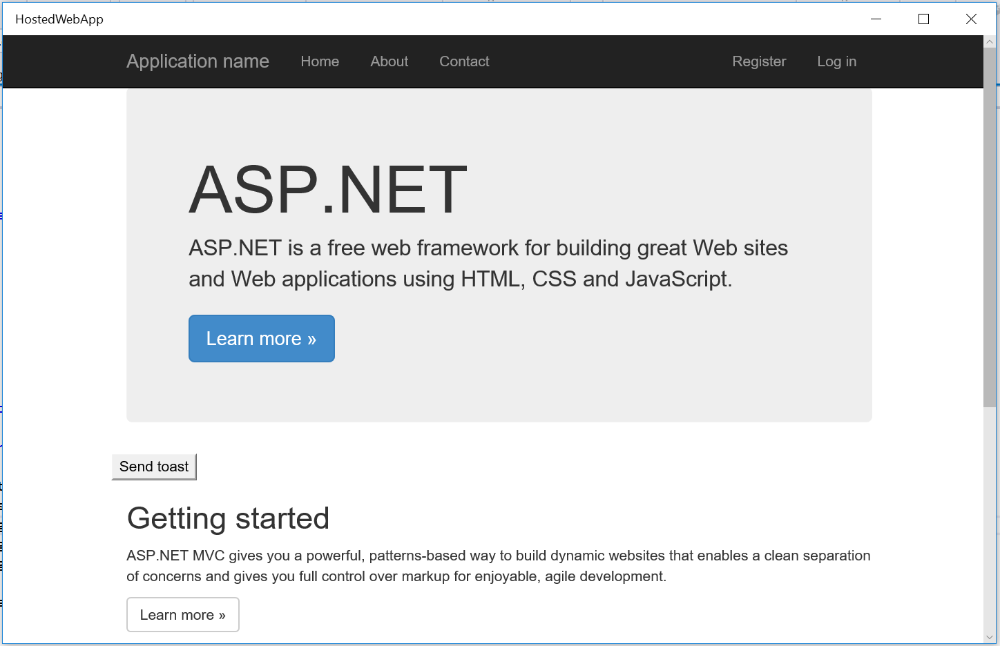 HostedWebApp
Application name Home About Contact Register Log in
ASP.NET
ASP.NET is a free web framework for building great Web sites
and Web applications using HTML, CSS and JavaScript.
Learn more »
Send toast
Getting started
ASP.NET MVC gives you a powerful, patterns-based way to build dynamic websites that enables a clean separation
of concerns and gives you full control over markup for enjoyable, agile development.
Learn more »